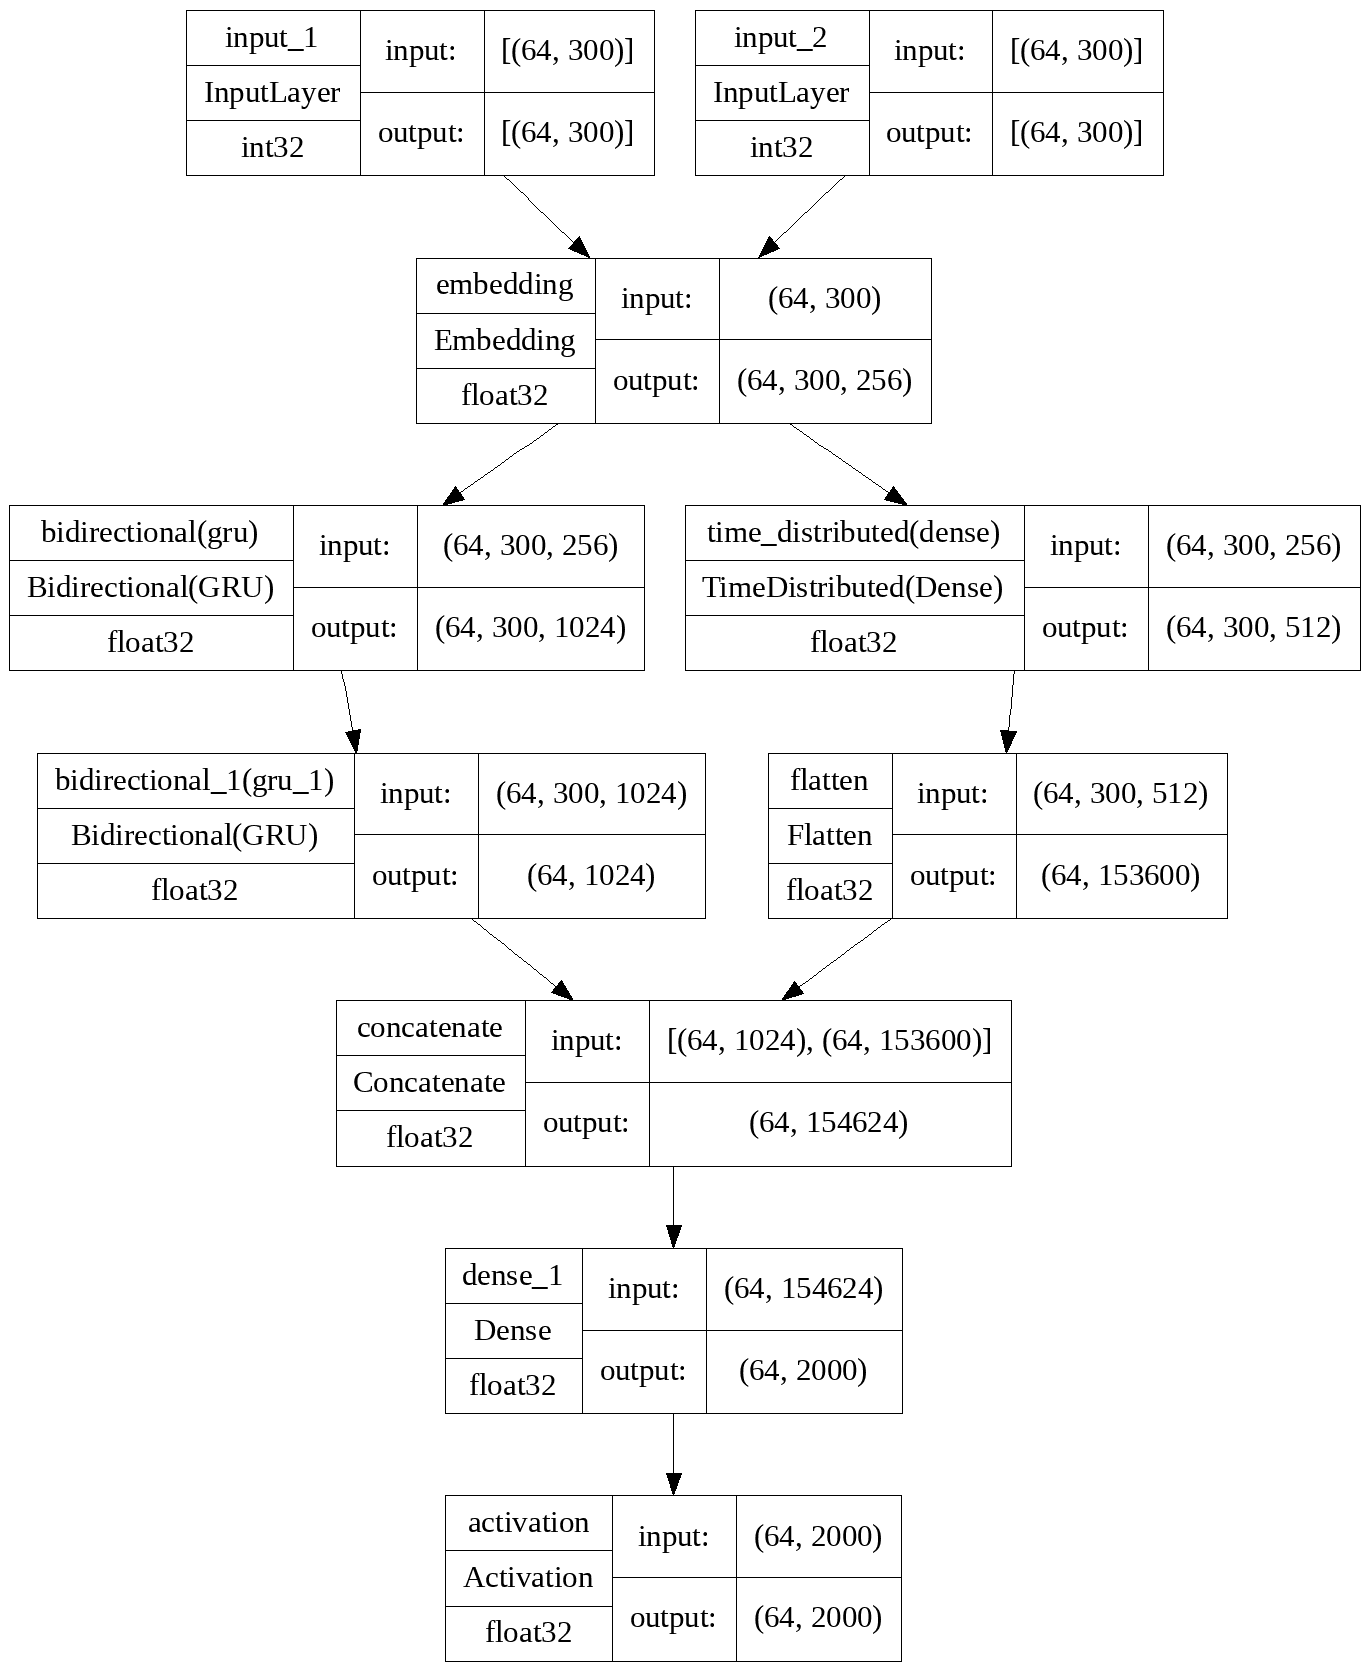 input_1
InputLayer
int32
input:
output:
[(64, 300)]
[(64, 300)]
input_2
InputLayer
int32
input:
output:
[(64, 300)]
[(64, 300)]
embedding
Embedding
float32
input:
output:
(64, 300)
(64, 300, 256)
bidirectional(gru)
Bidirectional(GRU)
float32
input:
output:
(64, 300, 256)
(64, 300, 1024)
time_distributed(dense)
TimeDistributed(Dense)
float32
input:
output:
(64, 300, 256)
(64, 300, 512)
bidirectional_1(gru_1)
Bidirectional(GRU)
float32
input:
output:
(64, 300, 1024)
(64, 1024)
flatten
Flatten
float32
input:
output:
(64, 300, 512)
(64, 153600)
concatenate
Concatenate
float32
input:
output:
[(64, 1024), (64, 153600)]
(64, 154624)
dense_1
Dense
float32
input:
output:
(64, 154624)
(64, 2000)
activation
Activation
float32
input:
output:
(64, 2000)
(64, 2000)